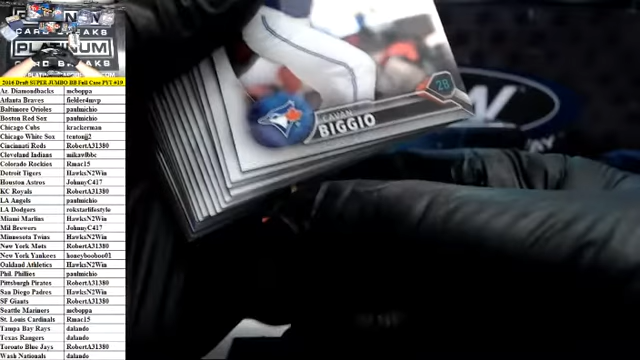 CARD BREAKS
PLATINUM
2016 Draft SUPER JUMBO BB Full Case PYT #19
Az. Diamondbacks mcboppa
Atlanta Braves fielder4mvp
Baltimore Orioles paulmichio
Boston Red Sox paulmichio
Chicago Cubs krackerman
Chicago White Sox tentonjj2
Cincinnati Reds RobertA31380
Cleveland Indians mikavlbbc
Colorado Rockies Rmac15
Detroit Tigers HawksN2Win
Houston Astros JohnnyC417
KC Royals RobertA31380
LA Angels paulmichio
LA Dodgers rokstarlifestyle
Miami Marlins HawksN2Win
Mil Brewers JohnnyC417
Minnesota Twins HawksN2Win
New York Mets RobertA31380
New York Yankees honeybooboo01
Oakland Athletics HawksN2Win
Phil. Phillies paulmichio
Pittsburgh Pirates RobertA31380
San Diego Padres HawksN2Win
SF Giants RobertA31380
Seattle Mariners mcboppa
St. Louis Cardinals Rmac15
Tampa Bay Rays dalando
Texas Rangers dalando
Toronto Blue Jays RobertA31380
Wash Nationals dalando
CAVAN
BIGGIO
28